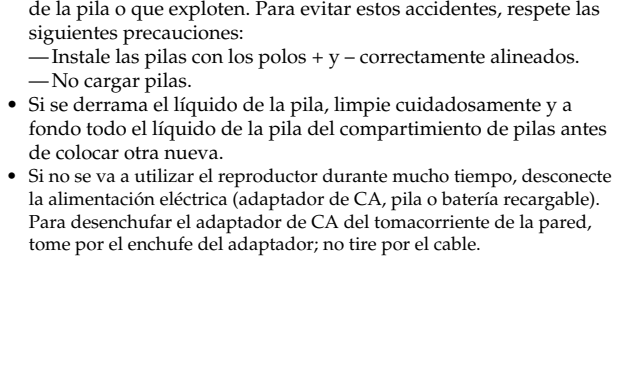 de la pila o que exploten. Para evitar estos accidentes, respete las
siguientes precauciones:
— Instale las pilas con los polos + y – correctamente alineados.
— No cargar pilas.
• Si se derrama el líquido de la pila, limpie cuidadosamente y a
fondo todo el líquido de la pila del compartimiento de pilas antes
de colocar otra nueva.
• Si no se va a utilizar el reproductor durante mucho tiempo, desconecte
la alimentación eléctrica (adaptador de CA, pila o batería recargable).
Para desenchufar el adaptador de CA del tomacorriente de la pared,
tome por el enchufe del adaptador; no tire por el cable.